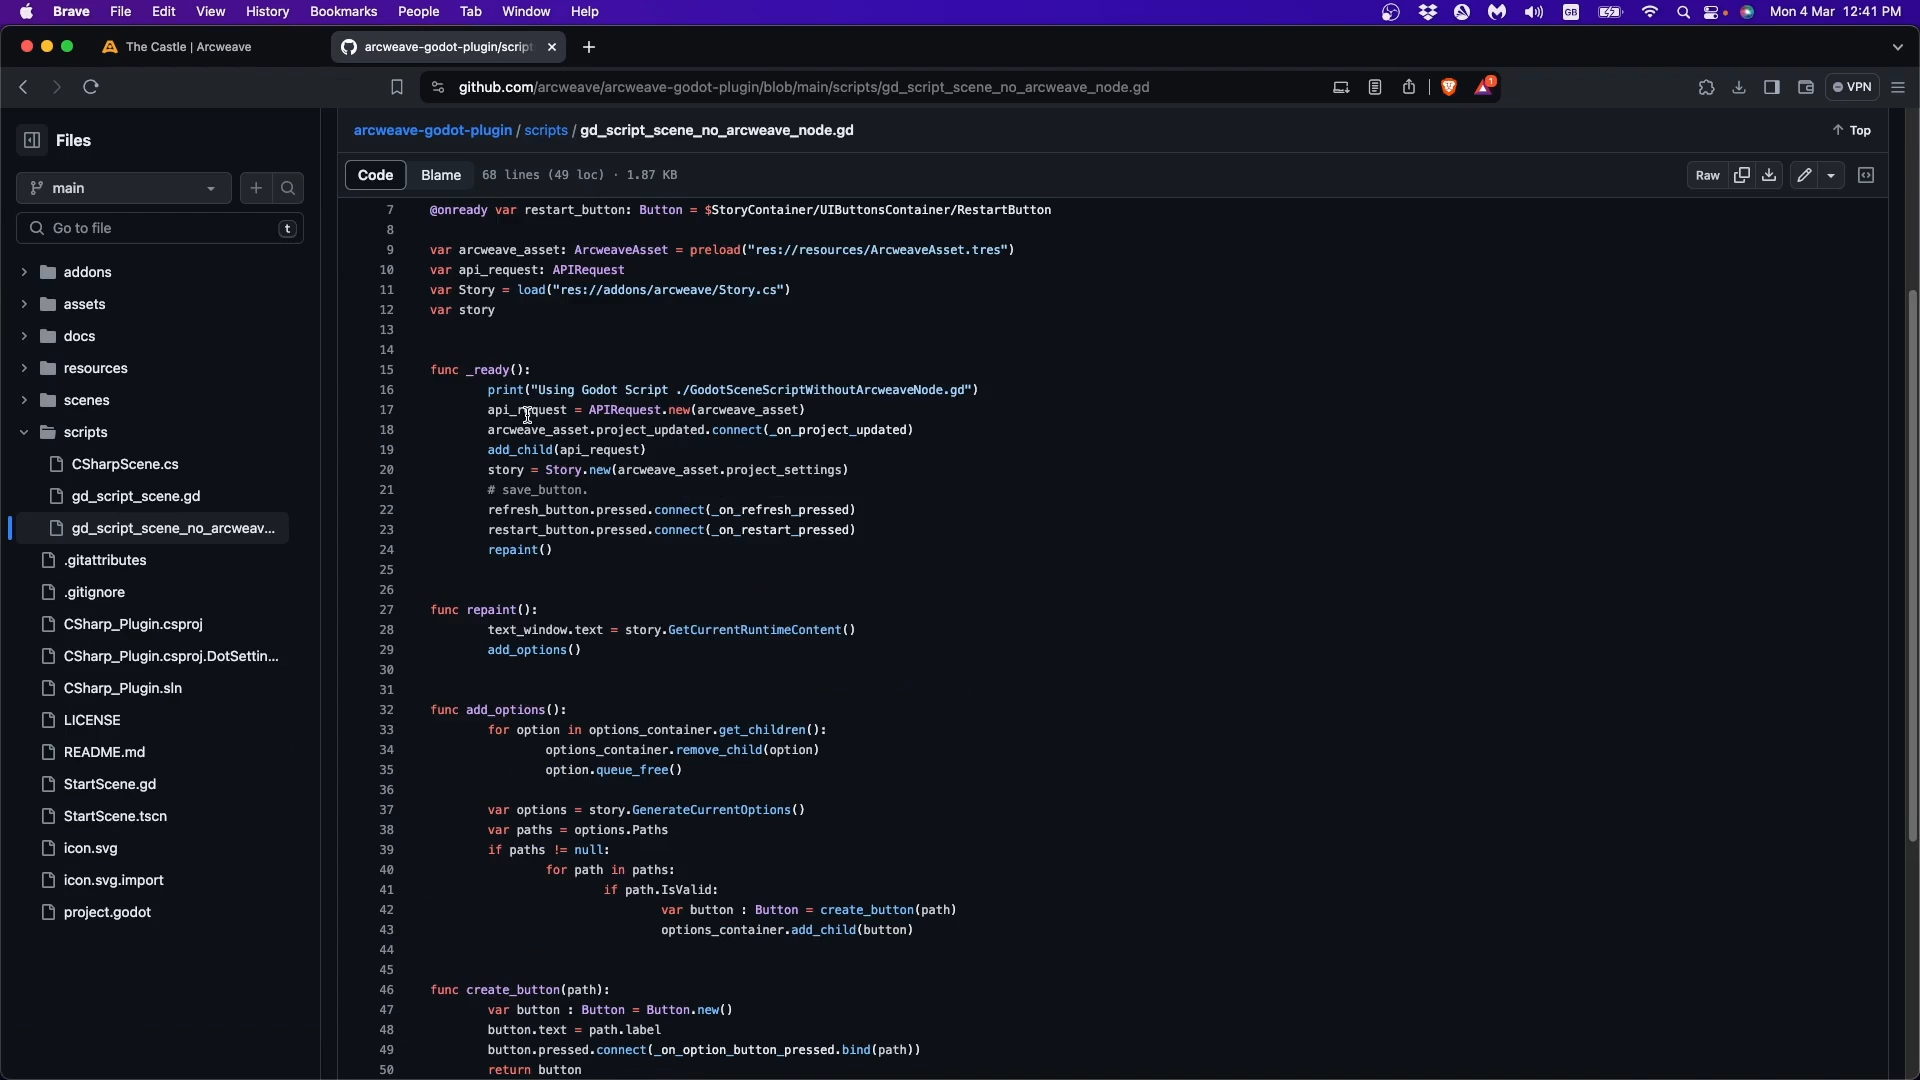 Brave File Edit View History Bookmarks People Tab Window Help GB Mon 4 Mar 12:41 PM
The Castle | Arcweave
arcweave-godot-plugin/script
github.com/arcweave/arcweave-godot-plugin/blob/main/scripts/gd_script_scene_no_arcweave_node.gd
1
VPN
Files
arcweave-godot-plugin / scripts / gd_script_scene_no_arcweave_node.gd
Top
main
Code Blame 68 lines (49 loc) · 1.87 KB
Raw
Go to file
t
addons
assets
docs
resources
scenes
scripts
CSharpScene.cs
gd_script_scene.gd
gd_script_scene_no_arcweav...
.gitattributes
.gitignore
CSharp_Plugin.csproj
CSharp_Plugin.csproj.DotSettin...
CSharp_Plugin.sln
LICENSE
README.md
StartScene.gd
StartScene.tscn
icon.svg
icon.svg.import
project.godot
7 @onready var restart_button: Button = $StoryContainer/UIButtonsContainer/RestartButton
8
9 var arcweave_asset: ArcweaveAsset = preload("res://resources/ArcweaveAsset.tres")
10 var api_request: APIRequest
11 var Story = load("res://addons/arcweave/Story.cs")
12 var story
13
14
15 func _ready():
16 print("Using Godot Script ./GodotSceneScriptWithoutArcweaveNode.gd")
17 api_request = APIRequest.new(arcweave_asset)
18 arcweave_asset.project_updated.connect(_on_project_updated)
19 add_child(api_request)
20 story = Story.new(arcweave_asset.project_settings)
21 # save_button.
22 refresh_button.pressed.connect(_on_refresh_pressed)
23 restart_button.pressed.connect(_on_restart_pressed)
24 repaint()
25
26
27 func repaint():
28 text_window.text = story.GetCurrentRuntimeContent()
29 add_options()
30
31
32 func add_options():
33 for option in options_container.get_children():
34 options_container.remove_child(option)
35 option.queue_free()
36
37 var options = story.GenerateCurrentOptions()
38 var paths = options.Paths
39 if paths != null:
40 for path in paths:
41 if path.IsValid:
42 var button : Button = create_button(path)
43 options_container.add_child(button)
44
45
46 func create_button(path):
47 var button : Button = Button.new()
48 button.text = path.label
49 button.pressed.connect(_on_option_button_pressed.bind(path))
50 return button